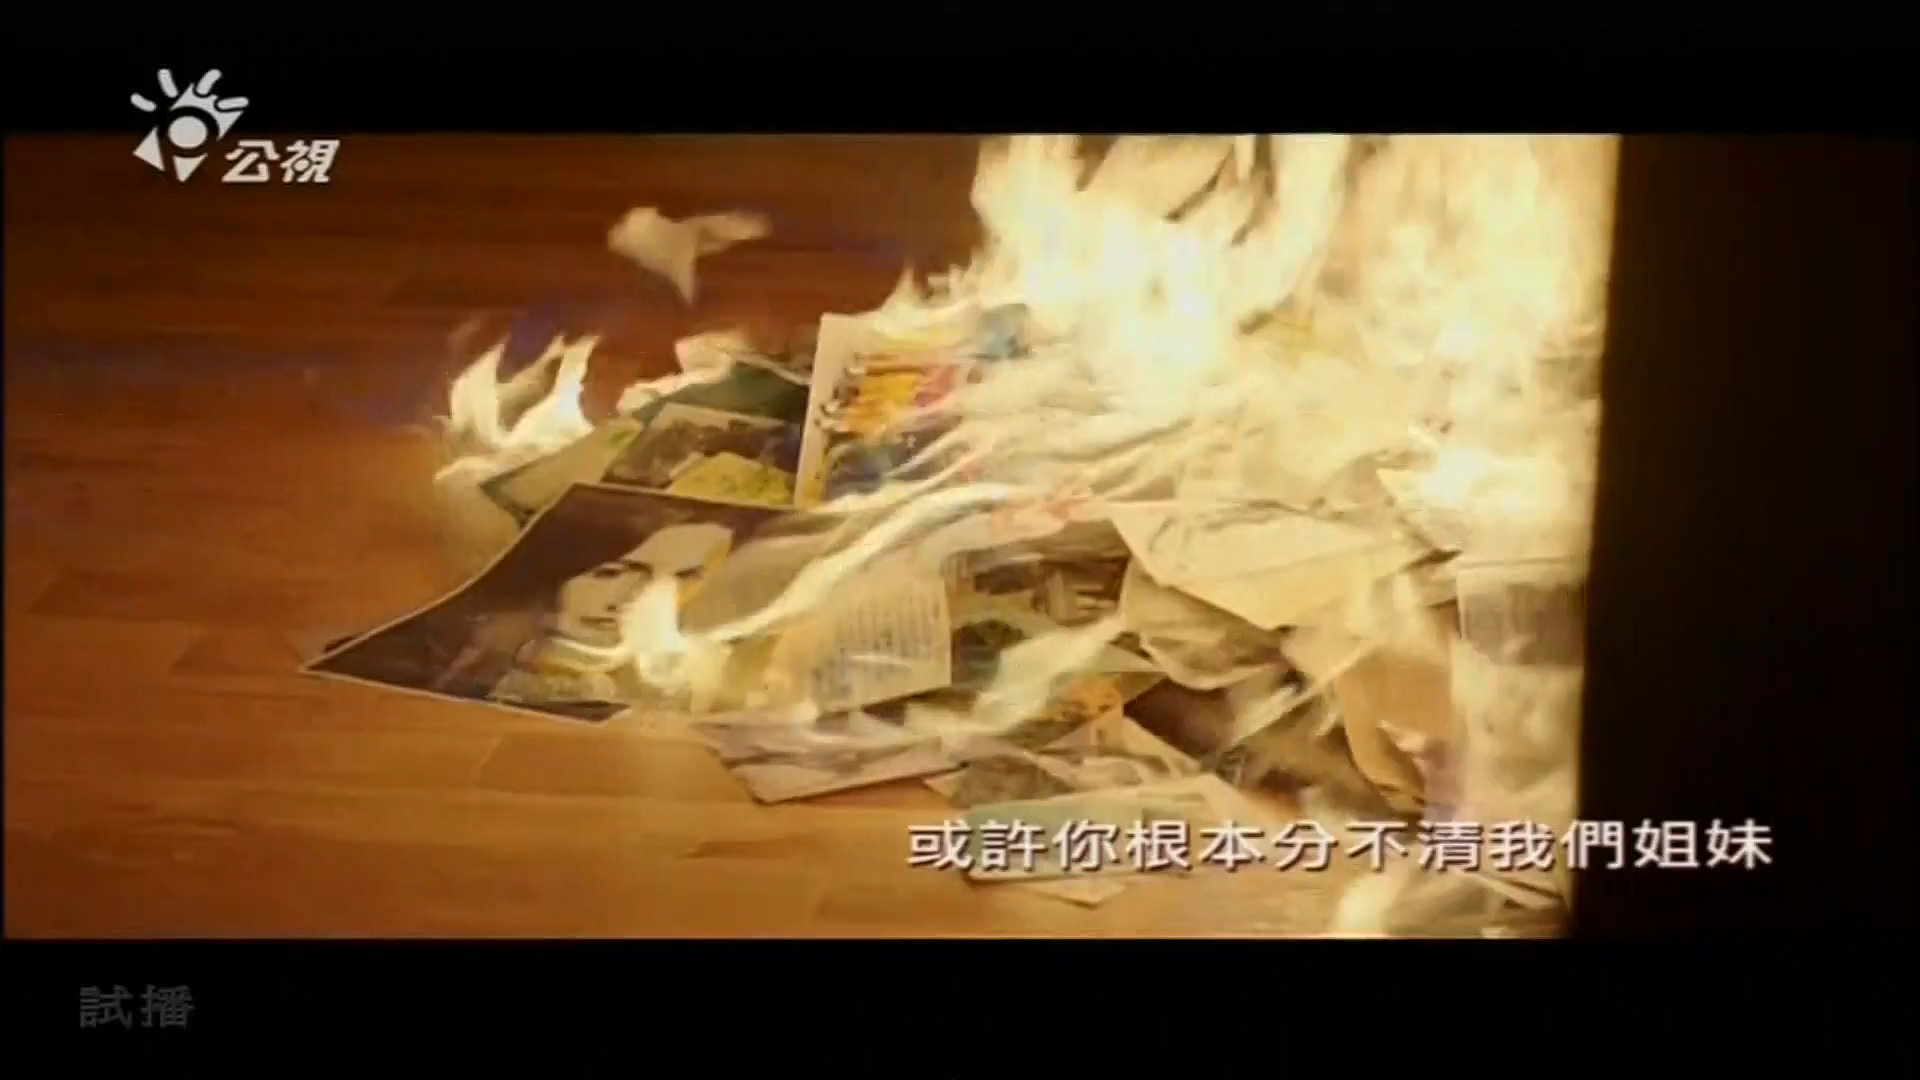 公視
或許你根本分不清我們姐妹
試播